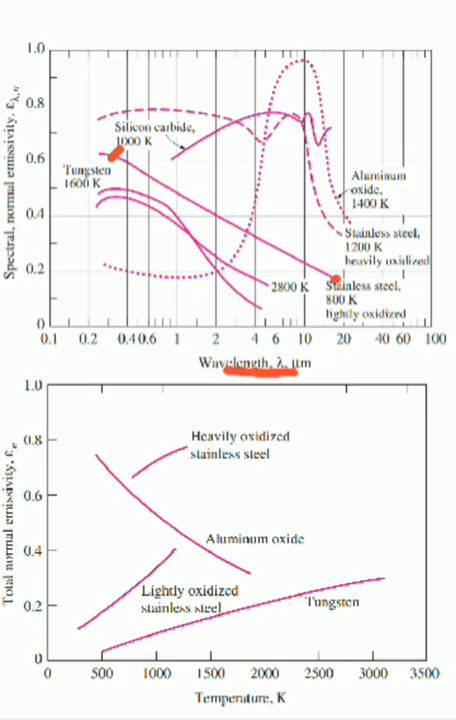 Spectral, normal emissivity, ελ,n
1.0
0.8
0.6
0.4
0.2
0
Silicon carbide,
1000 K
Tungsten
1600 K
Aluminum
oxide,
1400 K
Stainless steel,
1200 K
heavily oxidized
2800 K
Stainless steel,
800 K
lightly oxidized
0.1 0.2 0.4 0.6 1 2 4 6 10 20 40 60 100
Wavelength, λ, μm
Total normal emissivity, εn
1.0
0.8
0.6
0.4
0.2
0
Heavily oxidized
stainless steel
Aluminum oxide
Lightly oxidized
stainless steel
Tungsten
0 500 1000 1500 2000 2500 3000 3500
Temperature, K